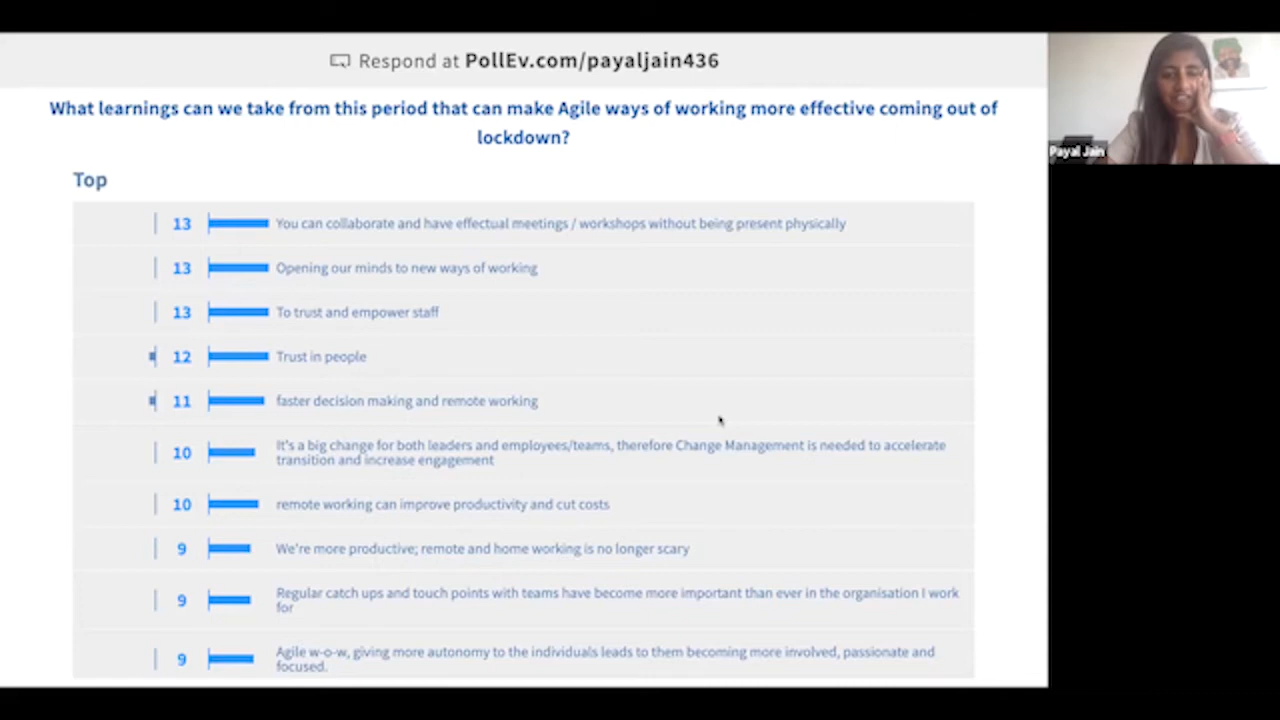 Respond at PollEv.com/payaljain436
What learnings can we take from this period that can make Agile ways of working more effective coming out of
lockdown?
Payal Jain
Top
13 You can collaborate and have effectual meetings / workshops without being present physically
13 Opening our minds to new ways of working
13 To trust and empower staff
12 Trust in people
11 faster decision making and remote working
10 It's a big change for both leaders and employees/teams, therefore Change Management is needed to accelerate
transition and increase engagement
10 remote working can improve productivity and cut costs
9 We're more productive; remote and home working is no longer scary
9 Regular catch ups and touch points with teams have become more important than ever in the organisation I work
for
9 Agile w-o-w, giving more autonomy to the individuals leads to them becoming more involved, passionate and
focused.